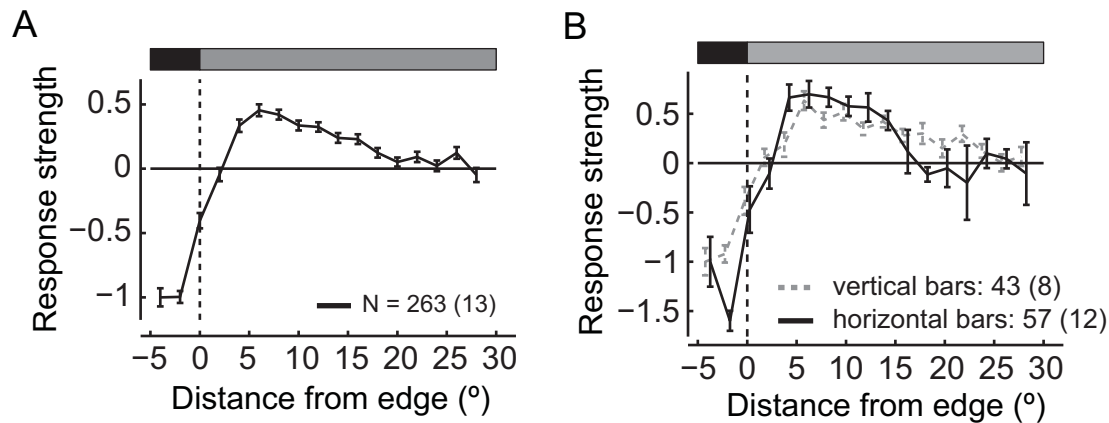 A
Response strength
0.5
0
−0.5
−1
N = 263 (13)
−5 0 5 10 15 20 25 30
Distance from edge (º)
B
Response strength
0.5
0
−0.5
−1
−1.5
vertical bars: 43 (8)
horizontal bars: 57 (12)
−5 0 5 10 15 20 25 30
Distance from edge (º)